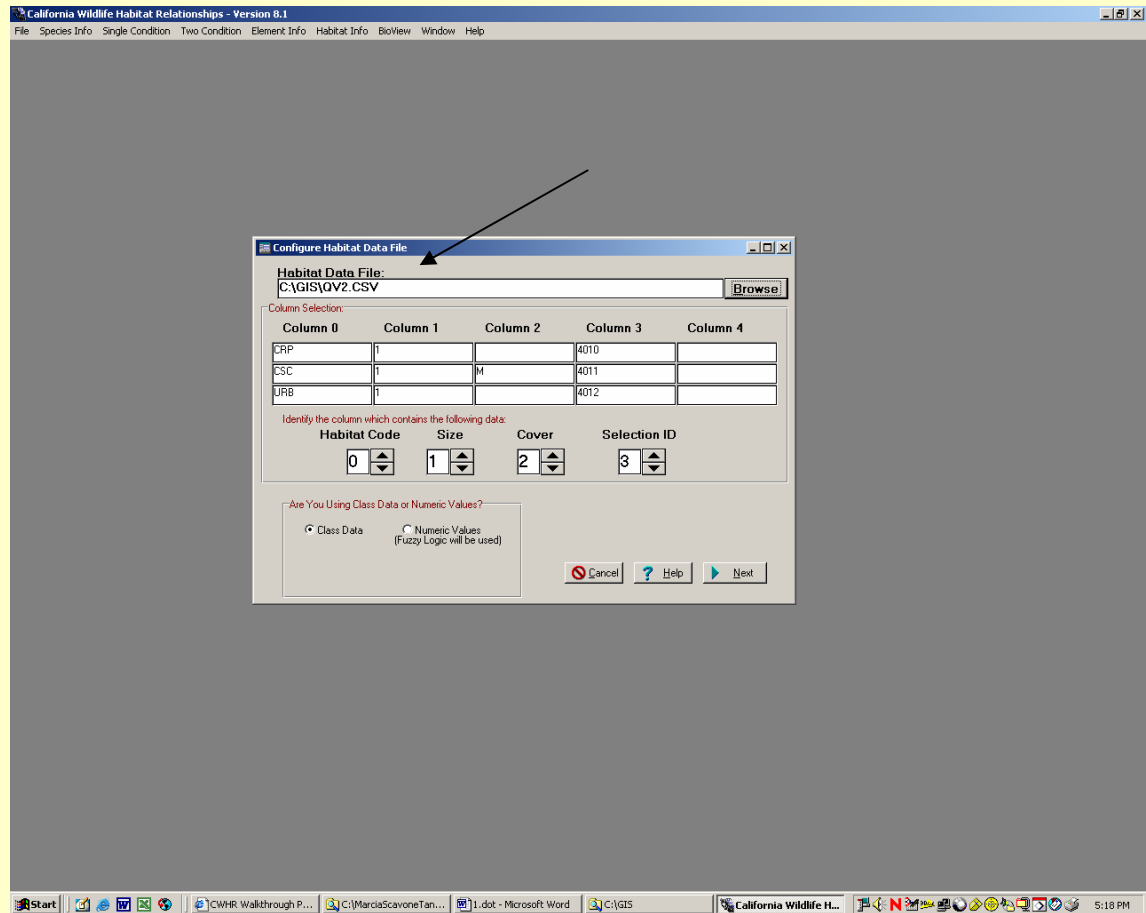 California Wildlife Habitat Relationships - Version 8.1
File Species Info Single Condition Two Condition Element Info Habitat Info BioView Window Help
Configure Habitat Data File
Habitat Data File:
C:\GIS\QV2.CSV
Browse
Column Selection:
Column 0 Column 1 Column 2 Column 3 Column 4
CRP 1 4010
CSC 1 M 4011
URB 1 4012
Identify the column which contains the following data:
Habitat Code Size Cover Selection ID
0 1 2 3
Are You Using Class Data or Numeric Values?
Class Data Numeric Values
(Fuzzy Logic will be used)
Cancel Help Next
Start CWHR Walkthrough P... C:\MarciaScavoneTan... 1.dot - Microsoft Word C:\GIS California Wildlife H... 5:18 PM